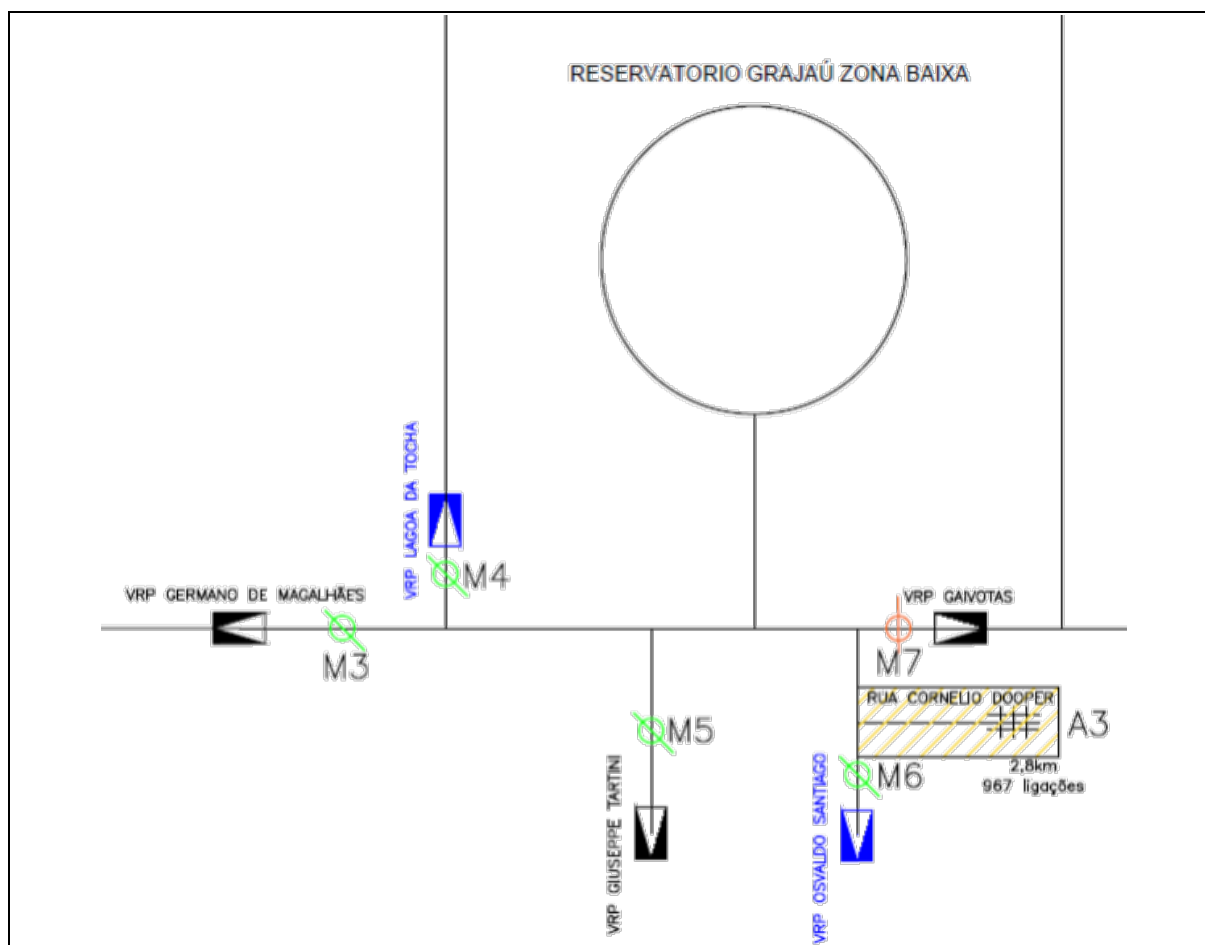 RESERVATORIO GRAJAÚ ZONA BAIXA
VRP LAGOA DA TOCHA
M4
VRP GERMANO DE MAGALHÃES
M3
VRP GAIVOTAS
M7
RUA CORNELIO DOOPER
A3
2,8km
967 ligações
M5
M6
VRP GIUSEPPE TARTINI
VRP OSVALDO SANTIAGO